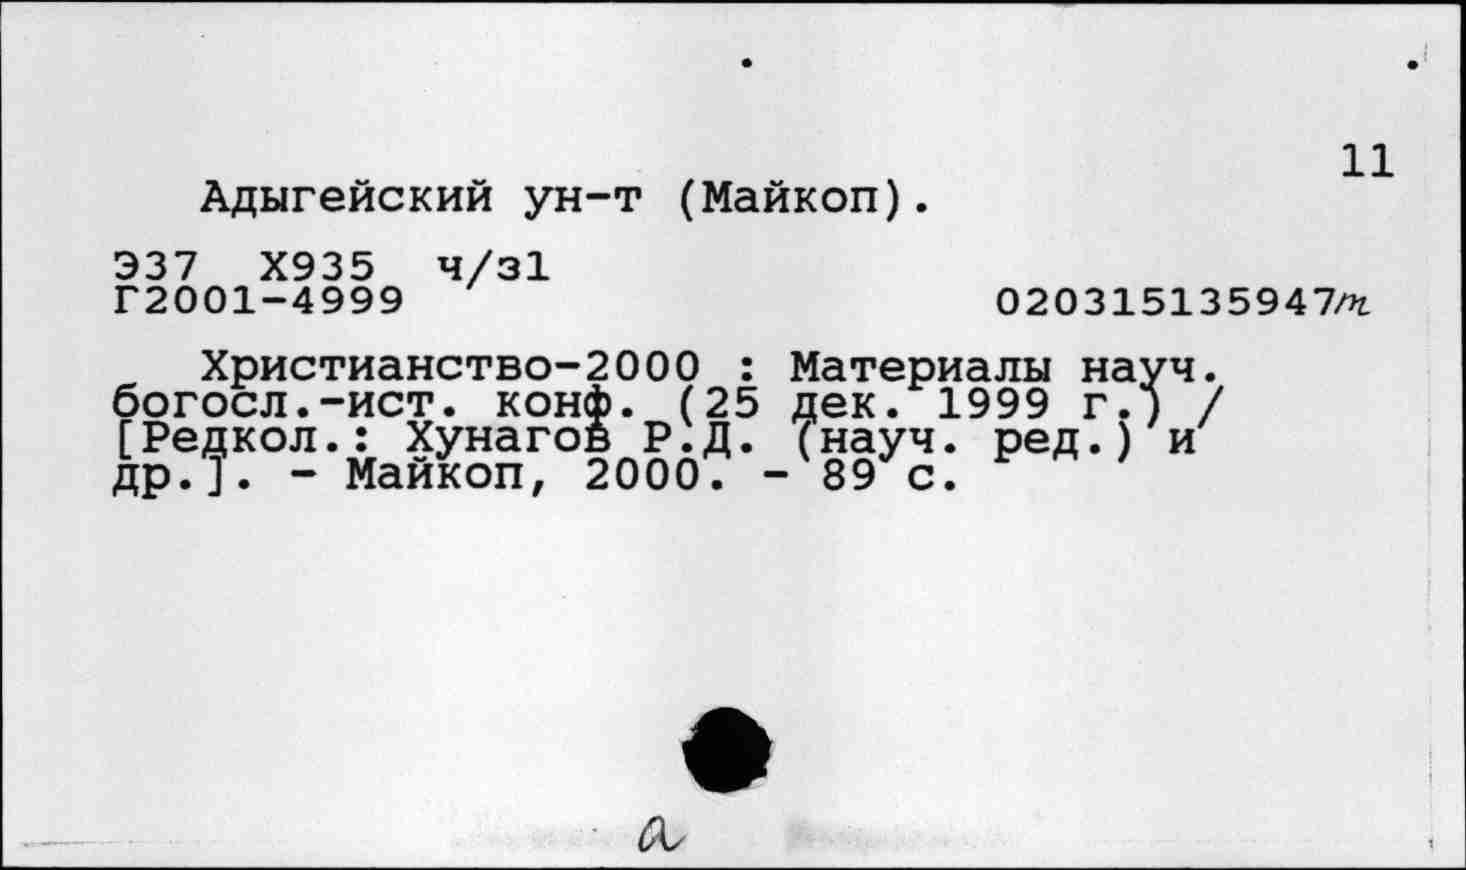 11
Адыгейский ун-т (Майкоп).
Э37 Х935 ч/з1
Г2001-4999 020315135947/т
Христианство-2000 : Материалы науч.
богосл.-ист. конф. (25 дек. 1999 г.) /
[Редкол.: Хунагов Р.Д. (науч. ред.) и
др.]. - Майкоп, 2000. - 89 с.
а